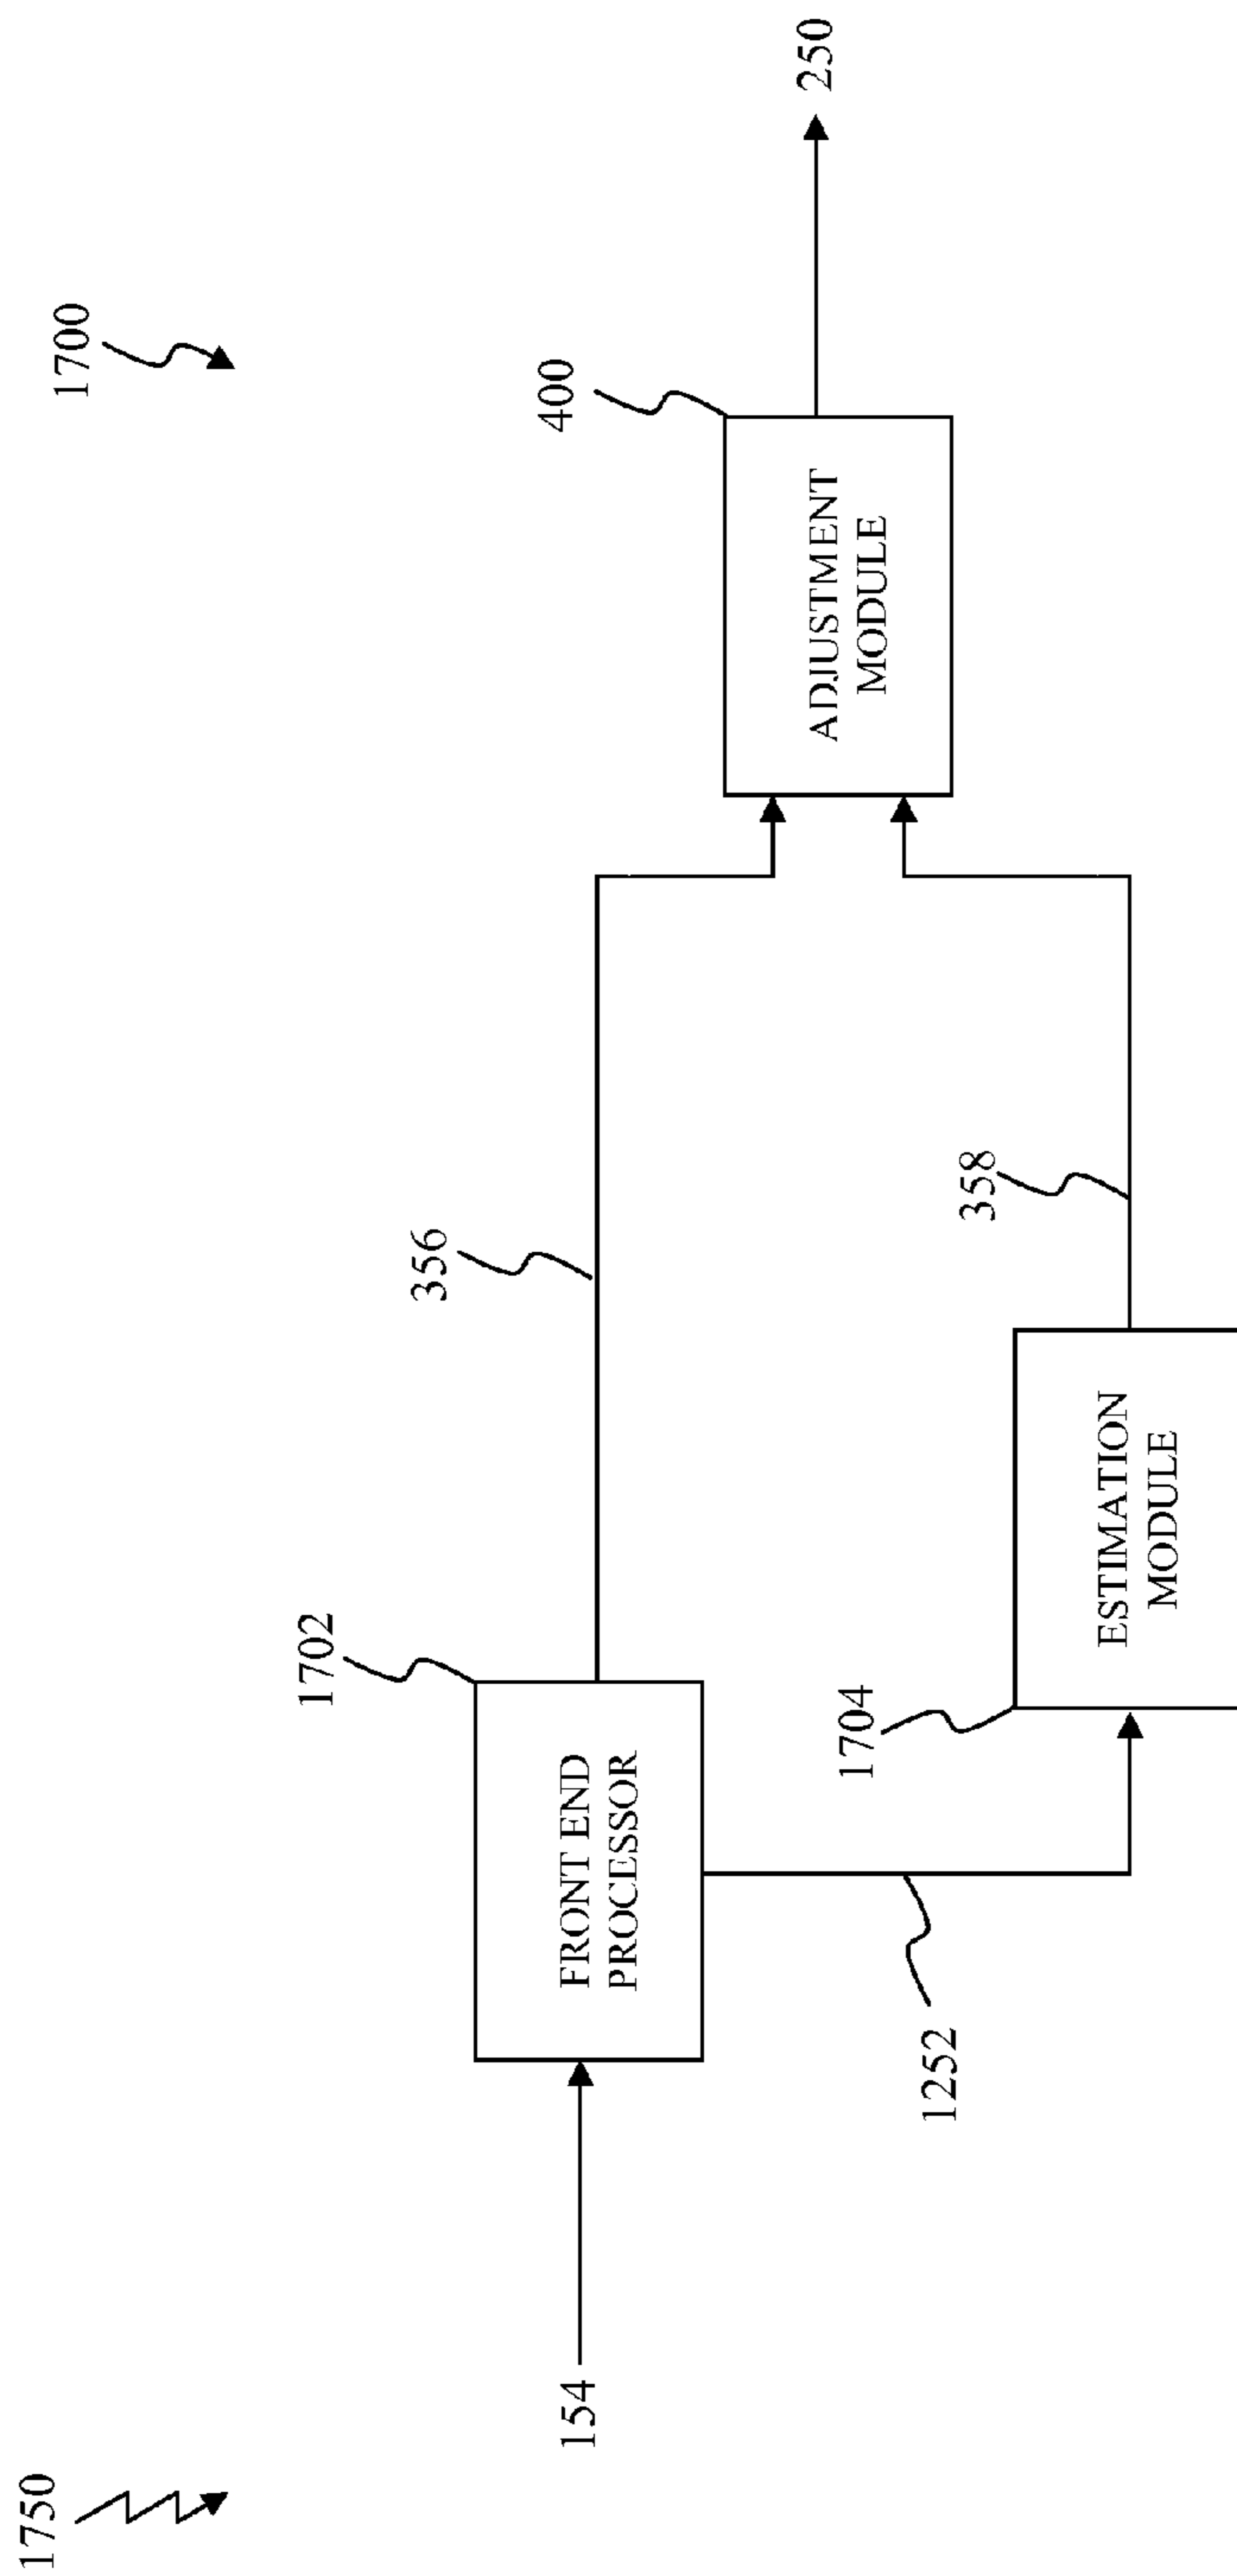 1750
1700
154
FRONT END
PROCESSOR
1702
356
1252
1704
ESTIMATION
MODULE
358
400
ADJUSTMENT
MODULE
250